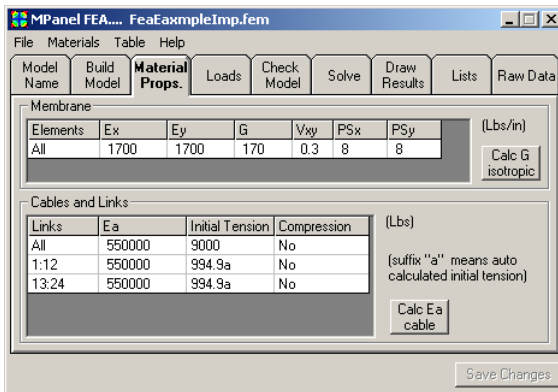 MPanel FEA.... FeaEaxmpleImp.fem
File Materials Table Help
Model Name Build Model Material Props. Loads Check Model Solve Draw Results Lists Raw Data
Membrane
Elements Ex Ey G Vxy PSx PSy (Lbs/in)
All 1700 1700 170 0.3 8 8
Calc G
isotropic
Cables and Links
Links Ea Initial Tension Compression (Lbs)
All 550000 9000 No
1:12 550000 994.9a No
13:24 550000 994.9a No
(suffix "a" means auto
calculated initial tension)
Calc Ea
cable
Save Changes